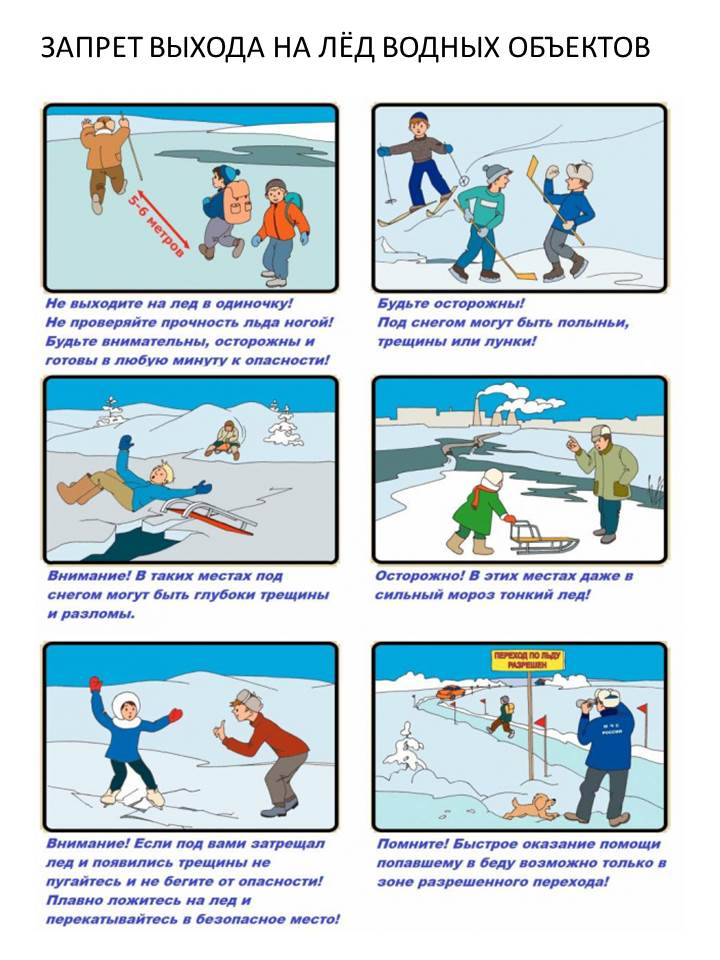 ЗАПРЕТ ВЫХОДА НА ЛЁД ВОДНЫХ ОБЪЕКТОВ
5-6 метров
Не выходите на лед в одиночку!
Не проверяйте прочность льда ногой!
Будьте внимательны, осторожны и
готовы в любую минуту к опасности!
Будьте осторожны!
Под снегом могут быть полыньи,
трещины или лунки!
Внимание! В таких местах под
снегом могут быть глубоки трещины
и разломы.
Осторожно! В этих местах даже в
сильный мороз тонкий лед!
Внимание! Если под вами затрещал
лед и появились трещины не
пугайтесь и не бегите от опасности!
Плавно ложитесь на лед и
перекатывайтесь в безопасное место!
ПЕРЕХОД ПО ЛЬДУ
РАЗРЕШЕН
МЧС
РОССИИ
Помните! Быстрое оказание помощи
попавшему в беду возможно только в
зоне разрешенного перехода!